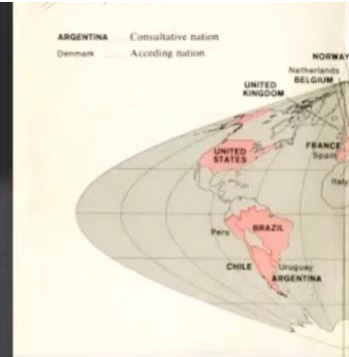 ARGENTINA .... Consultative nation
Denmark ...... Acceding nation
NORWAY
Netherlands
BELGIUM
UNITED
KINGDOM
FRANCE
Spain
UNITED
STATES
Italy
Peru
BRAZIL
CHILE
Uruguay
ARGENTINA